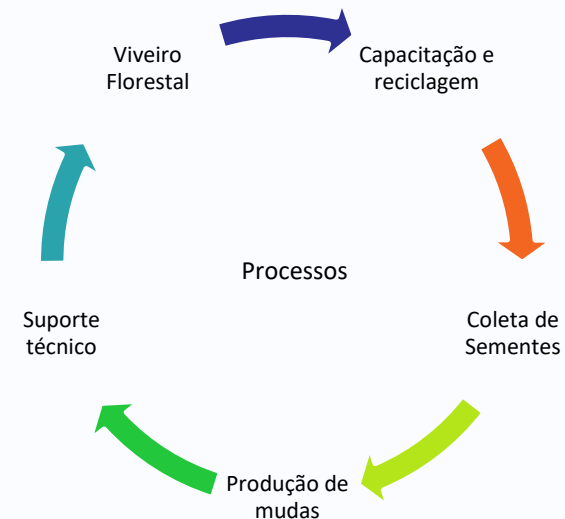 Viveiro
Florestal
Capacitação e
reciclagem
Processos
Suporte
técnico
Coleta de
Sementes
Produção de
mudas